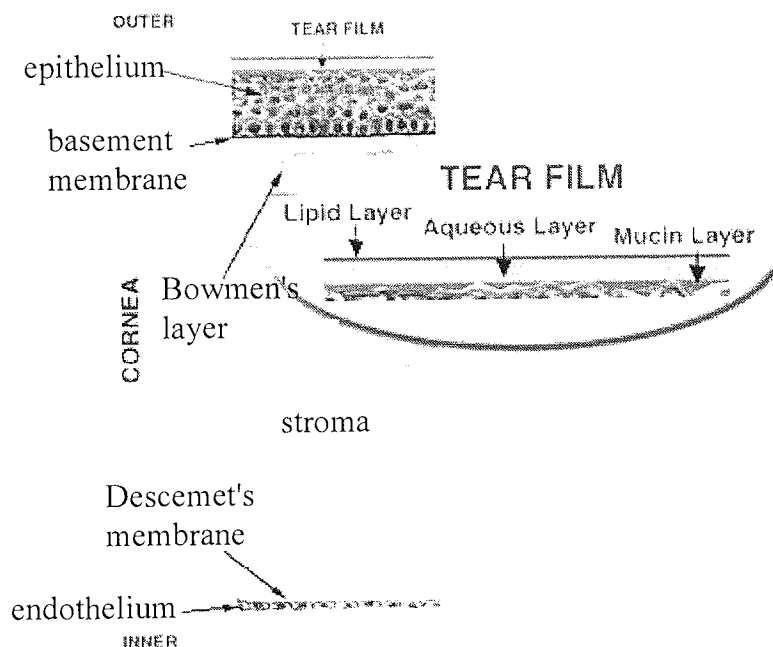 OUTER
TEAR FILM
epithelium
basement
membrane
TEAR FILM
Lipid Layer
Aqueous Layer
Mucin Layer
CORNEA
Bowmen's
layer
stroma
Descemet's
membrane
endothelium
INNER